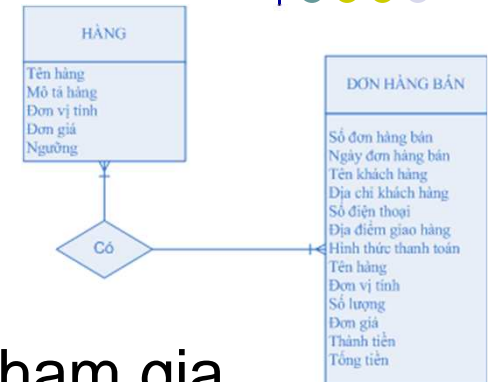 HÀNG
Tên hàng
Mô tả hàng
Đơn vị tính
Đơn giá
Ngưỡng
Có
ĐƠN HÀNG BÁN
Số đơn hàng bán
Ngày đơn hàng bán
Tên khách hàng
Địa chỉ khách hàng
Số điện thoại
Địa điểm giao hàng
Hình thức thanh toán
Tên hàng
Đơn vị tính
Số lượng
Đơn giá
Thành tiền
Tổng tiền
ham gia